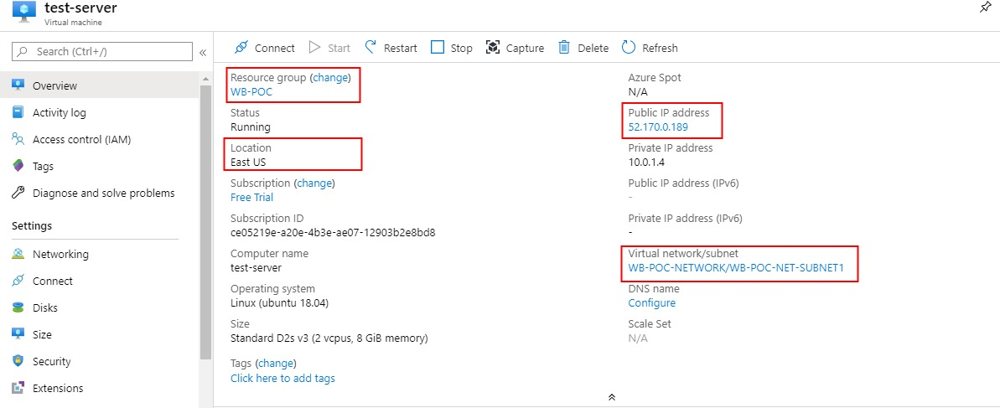 test-server
Virtual machine
Search (Ctrl+/)
«
Overview
Activity log
Access control (IAM)
Tags
Diagnose and solve problems
Settings
Networking
Connect
Disks
Size
Security
Extensions
Connect Start Restart Stop Capture Delete Refresh
Resource group (change)
WB-POC
Status
Running
Location
East US
Subscription (change)
Free Trial
Subscription ID
ce05219e-a20e-4b3e-ae07-12903b2e8bd8
Computer name
test-server
Operating system
Linux (ubuntu 18.04)
Size
Standard D2s v3 (2 vcpus, 8 GiB memory)
Tags (change)
Click here to add tags
Azure Spot
N/A
Public IP address
52.170.0.189
Private IP address
10.0.1.4
Public IP address (IPv6)
-
Private IP address (IPv6)
-
Virtual network/subnet
WB-POC-NETWORK/WB-POC-NET-SUBNET1
DNS name
Configure
Scale Set
N/A